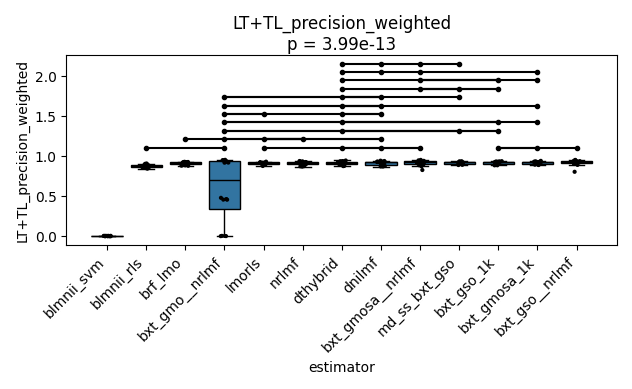 LT+TL_precision_weighted
p = 3.99e-13
LT+TL_precision_weighted
2.0
1.5
1.0
0.5
0.0
blmnii_svm
blmnii_rls
brf_lmo
bxt_gmo__nrlmf
lmorls
nrlmf
dthybrid
dnilmf
bxt_gmosa__nrlmf
md_ss_bxt_gso
bxt_gso_1k
bxt_gmosa_1k
bxt_gso__nrlmf
estimator